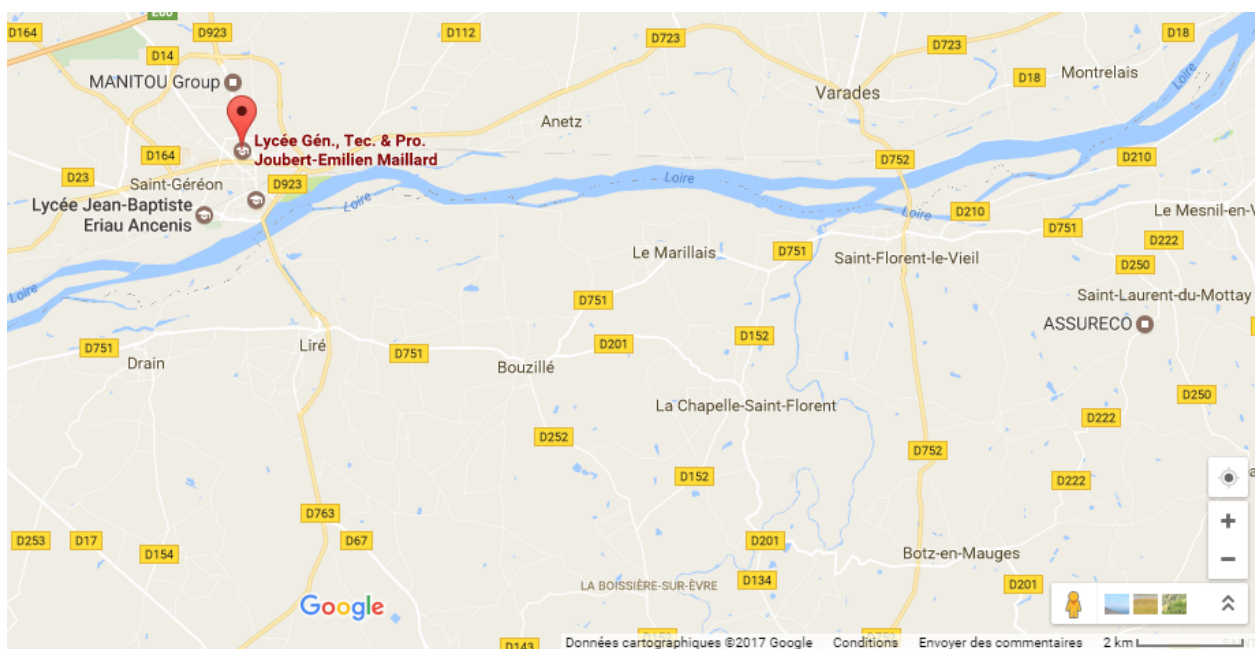 E60
D164
D923
D112
D723
D723
D18
D14
MANITOU Group
Montrelais
D18
Varades
Anetz
Lycée Gén., Tec. & Pro.
Joubert-Emilien Maillard
D164
D752
D210
D23
Saint-Géréon
D923
Loire
Loire
Loire
Lycée Jean-Baptiste
Eriau Ancenis
Loire
D210
Le Mesnil-en-V
D751
D222
Le Marillais
D751
Saint-Florent-le-Vieil
D250
Loire
D751
Saint-Laurent-du-Mottay
ASSURECO
D751
Drain
Liré
D751
D201
D152
Bouzillé
D250
La Chapelle-Saint-Florent
D222
D252
D752
D152
D222
D763
D253
D17
D154
D67
D201
Botz-en-Mauges
LA BOISSIÈRE-SUR-ÈVRE
D134
D201
Google
D143
Données cartographiques ©2017 Google
Conditions
Envoyer des commentaires
2 km